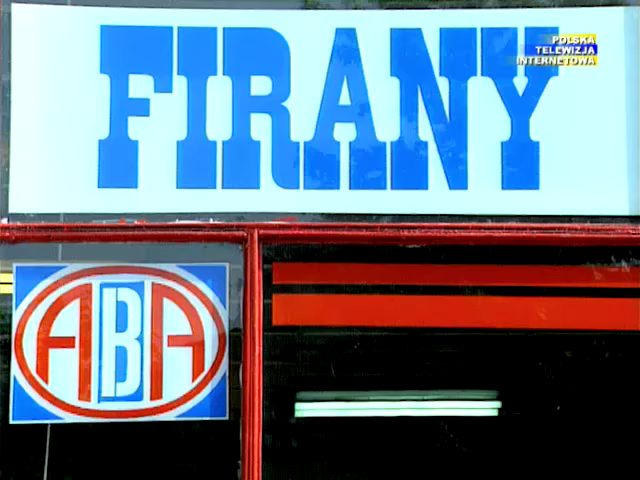 FIRANY
POLSKA
TELEWIZJA
INTERNETOWA
ABA